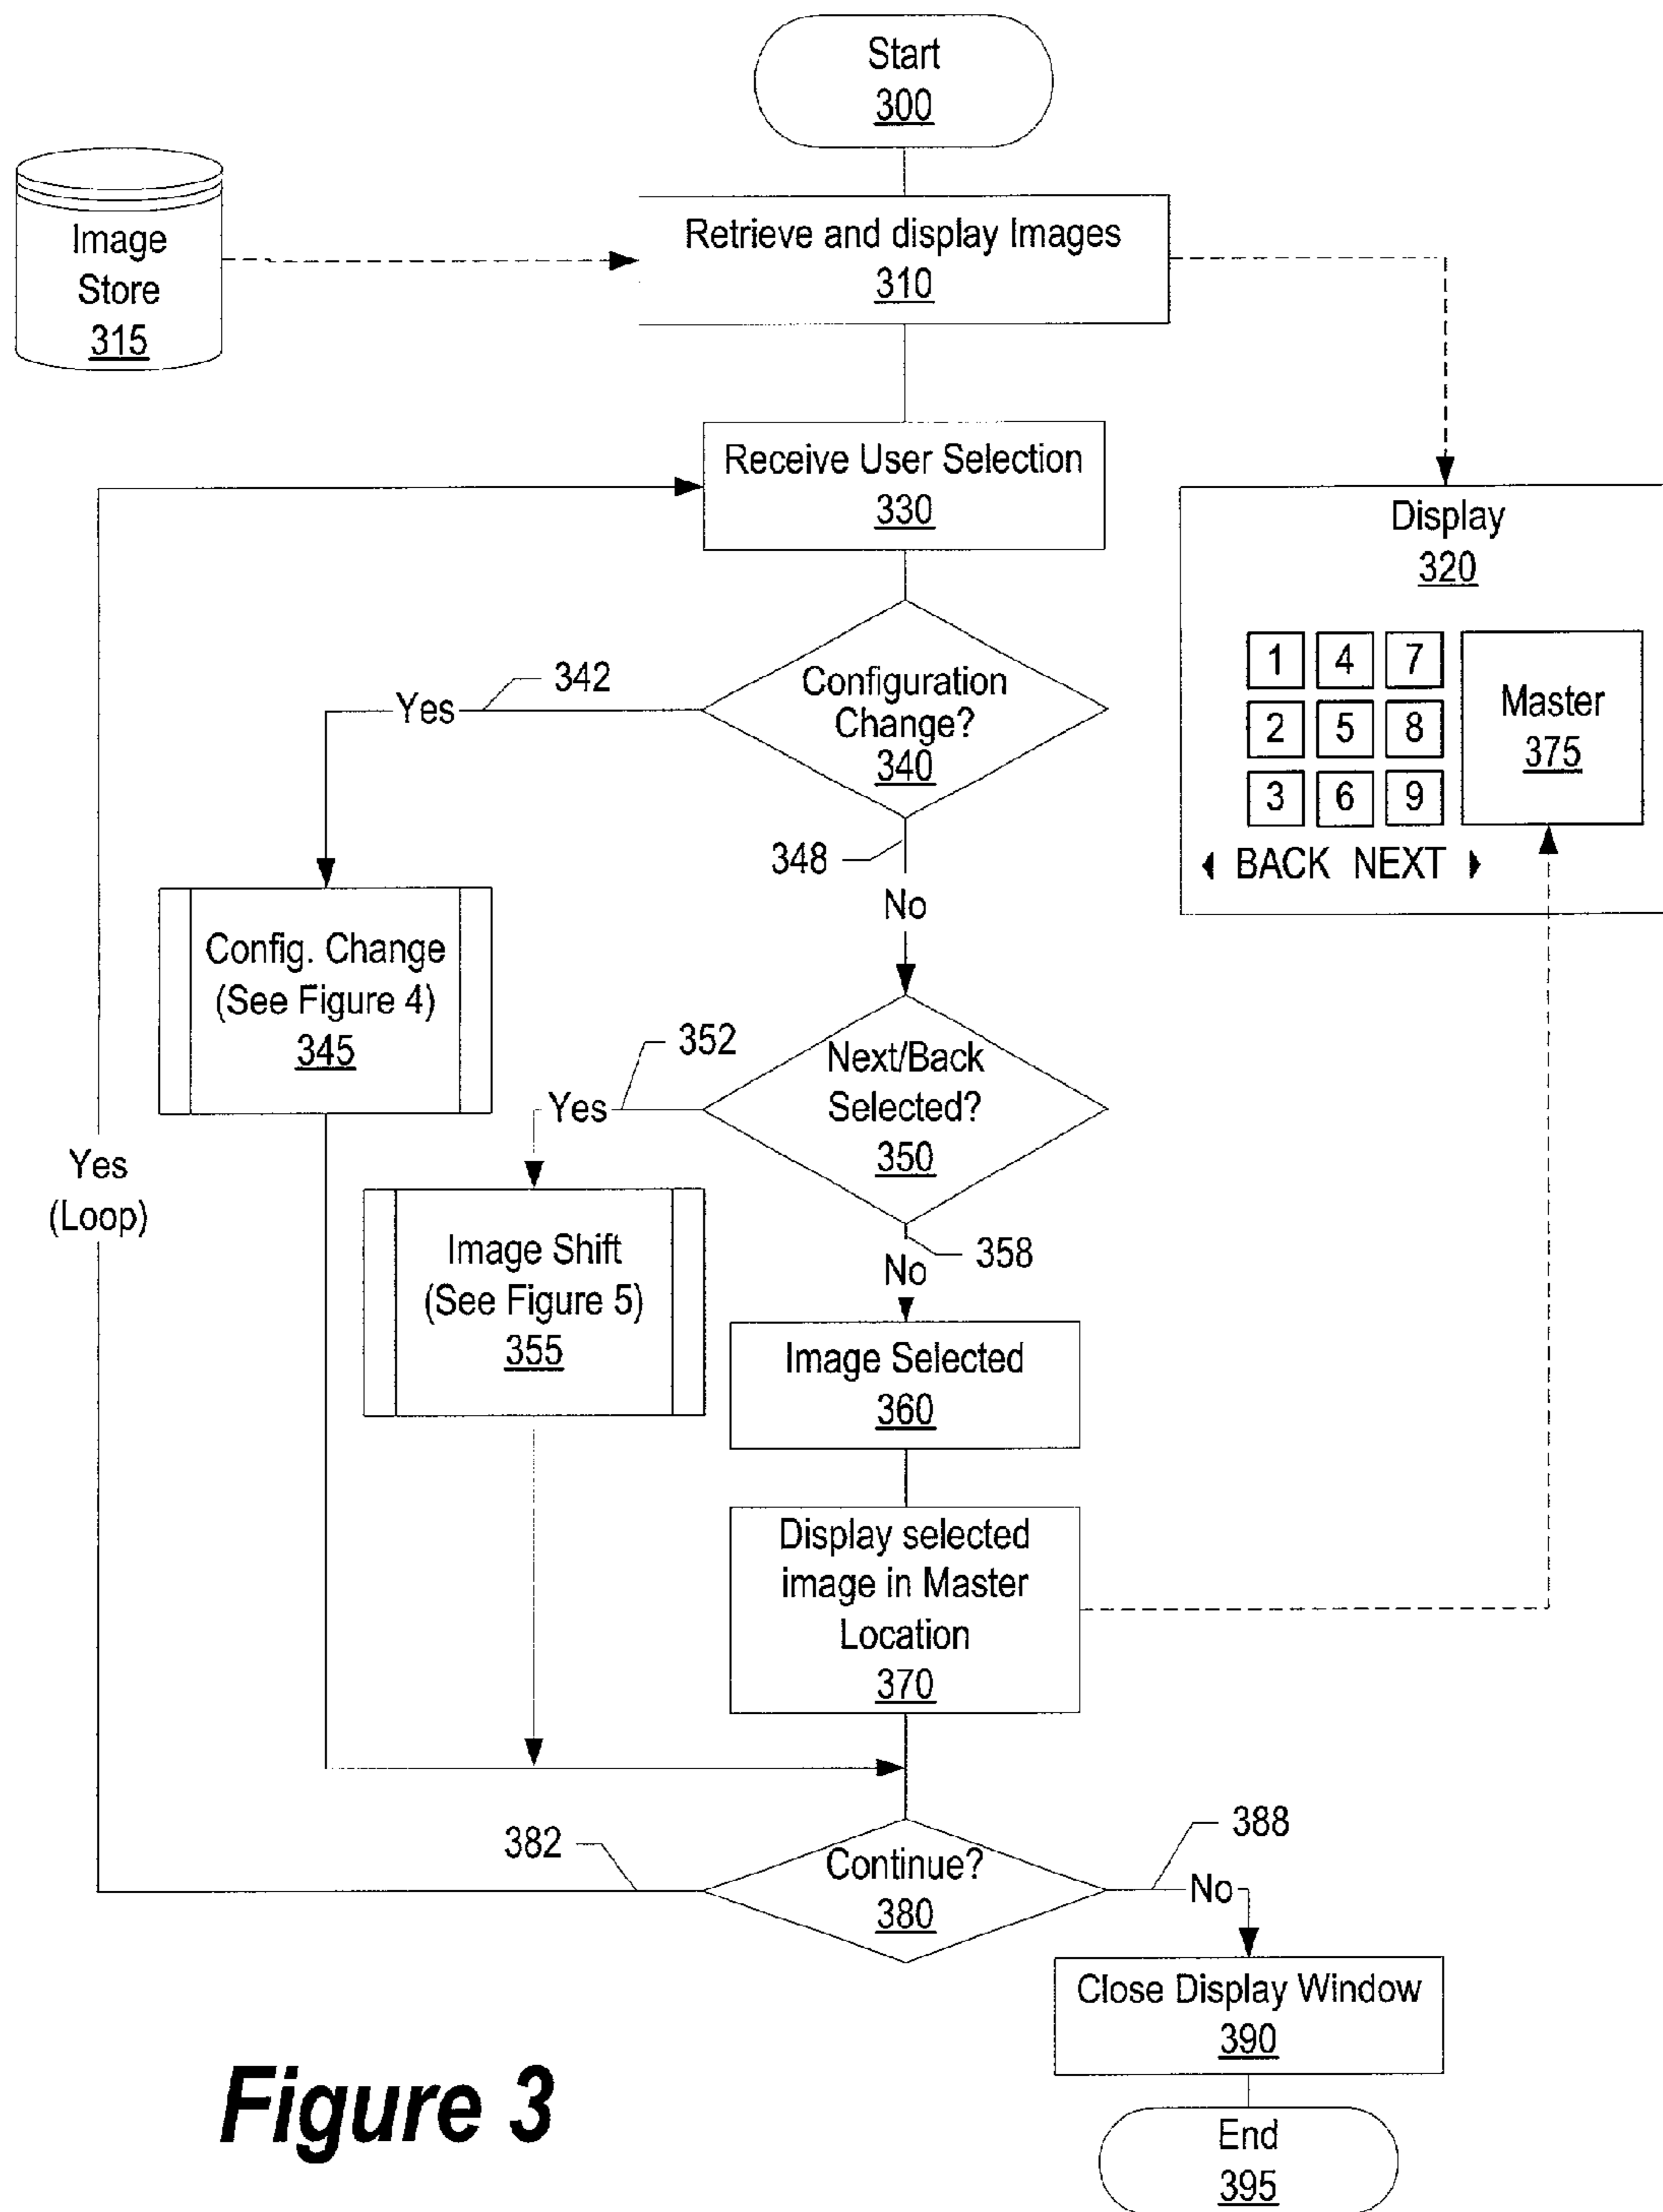 Start
300
Image
Store
315
Retrieve and display Images
310
Receive User Selection
330
Display
320
1 4 7
2 5 8
3 6 9
Master
375
BACK NEXT
Configuration
Change?
340
Yes
342
348
No
Config. Change
(See Figure 4)
345
Next/Back
Selected?
350
Yes
352
358
No
Yes
(Loop)
Image Shift
(See Figure 5)
355
Image Selected
360
Display selected
image in Master
Location
370
Continue?
380
382
388
No
Close Display Window
390
End
395
Figure 3